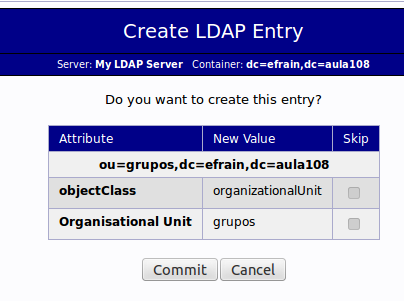 Create LDAP Entry
Server: My LDAP Server Container: dc=efrain,dc=aula108
Do you want to create this entry?
Attribute New Value Skip
ou=grupos,dc=efrain,dc=aula108
objectClass organizationalUnit
Organisational Unit grupos
Commit Cancel